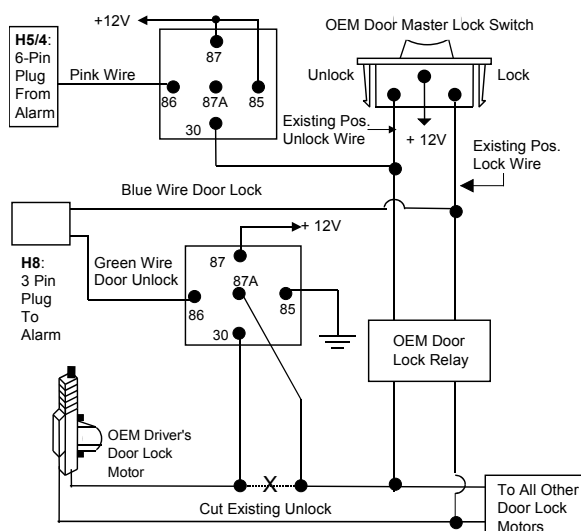 H5/4:
6-Pin
Plug
From
Alarm
+12V
87
Pink Wire
86
87A
85
30
OEM Door Master Lock Switch
Unlock
Lock
+ 12V
Existing Pos.
Unlock Wire
Existing Pos.
Lock Wire
Blue Wire Door Lock
H8:
3 Pin
Plug
To
Alarm
Green Wire
Door Unlock
+ 12V
87
87A
86
85
30
OEM Door
Lock Relay
OEM Driver's
Door Lock
Motor
X
Cut Existing Unlock
To All Other
Door Lock
Motors